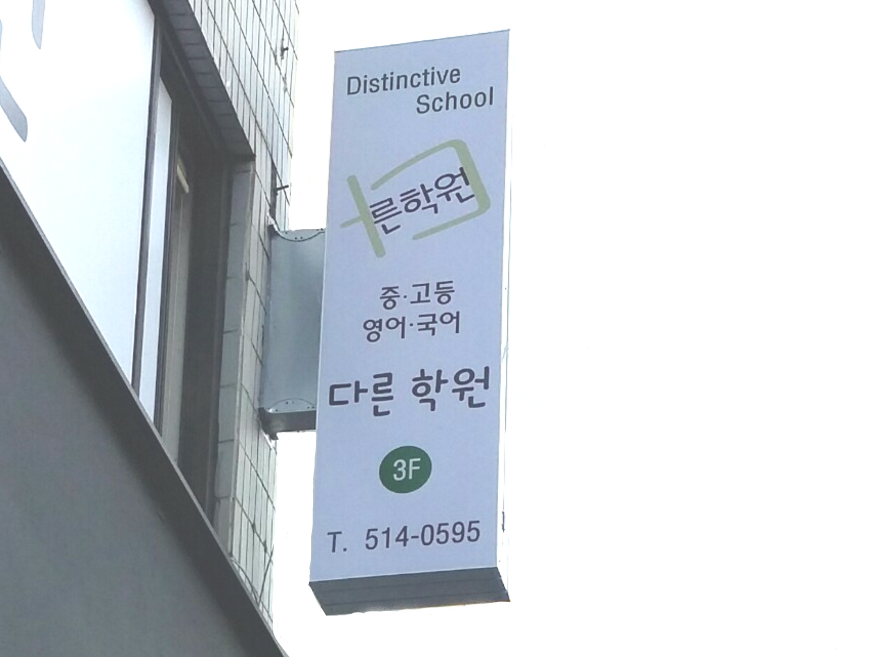 Distinctive
School
다른학원
중·고등
영어·국어
다른 학원
3F
T. 514-0595